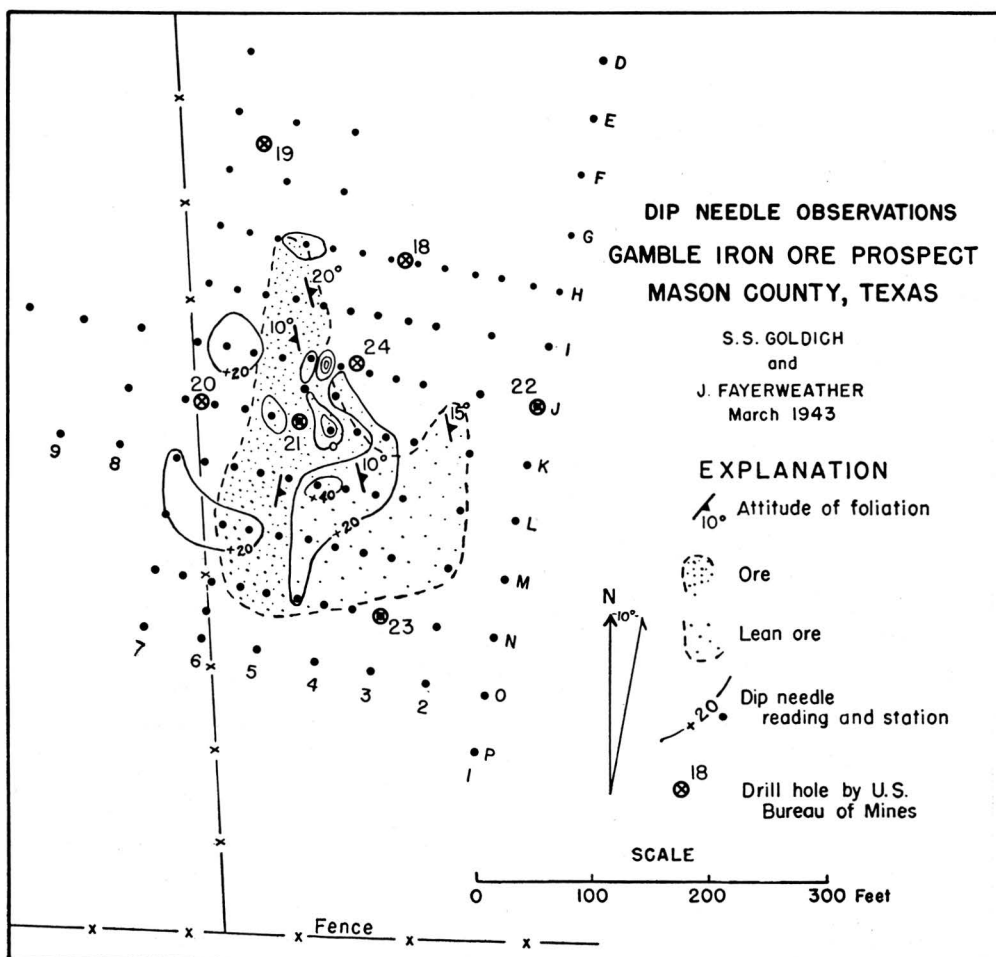 D
E
19
F
DIP NEEDLE OBSERVATIONS
G
18
GAMBLE IRON ORE PROSPECT
20°
H
MASON COUNTY, TEXAS
10°
I
S.S. GOLDICH
24
and
+20
22
J. FAYERWEATHER
20
J
March 1943
15°
21
0
9
8
10°
K
EXPLANATION
+40
10°
Attitude of foliation
+20
+20
L
Ore
M
N
10°
Lean ore
23
7
6
N
5
4
3
2
O
+20
Dip needle
reading and station
P
1
18
Drill hole by U.S.
Bureau of Mines
SCALE
0 100 200 300 Feet
Fence